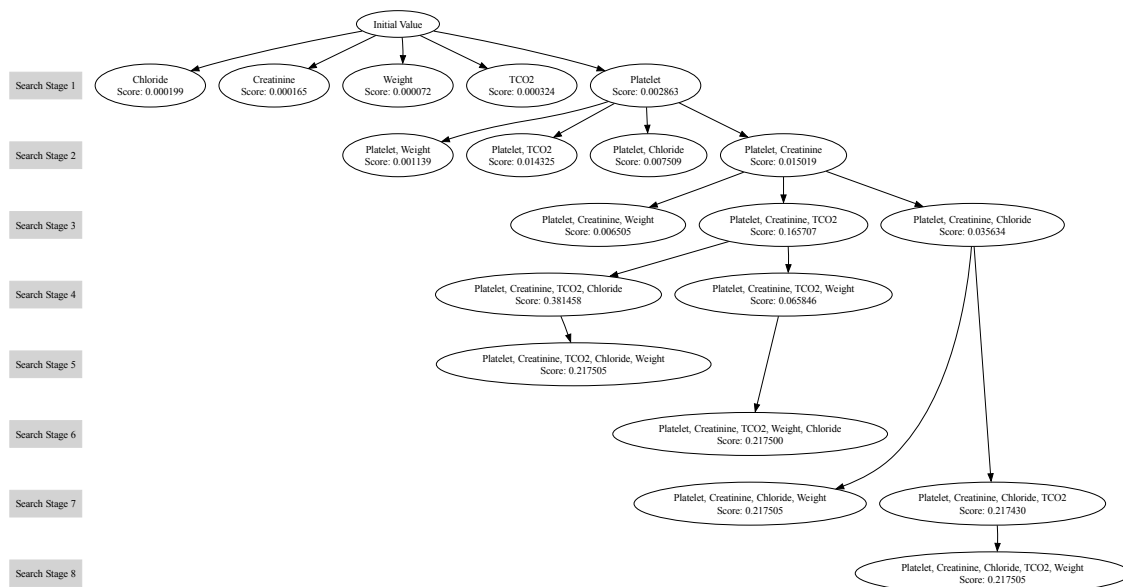 Initial Value
Search Stage 1
Chloride
Score: 0.000199
Creatinine
Score: 0.000165
Weight
Score: 0.000072
TCO2
Score: 0.000324
Platelet
Score: 0.002863
Search Stage 2
Platelet, Weight
Score: 0.001139
Platelet, TCO2
Score: 0.014325
Platelet, Chloride
Score: 0.007509
Platelet, Creatinine
Score: 0.015019
Search Stage 3
Platelet, Creatinine, Weight
Score: 0.006505
Platelet, Creatinine, TCO2
Score: 0.165707
Platelet, Creatinine, Chloride
Score: 0.035634
Search Stage 4
Platelet, Creatinine, TCO2, Chloride
Score: 0.381458
Platelet, Creatinine, TCO2, Weight
Score: 0.065846
Search Stage 5
Platelet, Creatinine, TCO2, Chloride, Weight
Score: 0.217505
Search Stage 6
Platelet, Creatinine, TCO2, Weight, Chloride
Score: 0.217500
Search Stage 7
Platelet, Creatinine, Chloride, Weight
Score: 0.217505
Platelet, Creatinine, Chloride, TCO2
Score: 0.217430
Search Stage 8
Platelet, Creatinine, Chloride, TCO2, Weight
Score: 0.217505